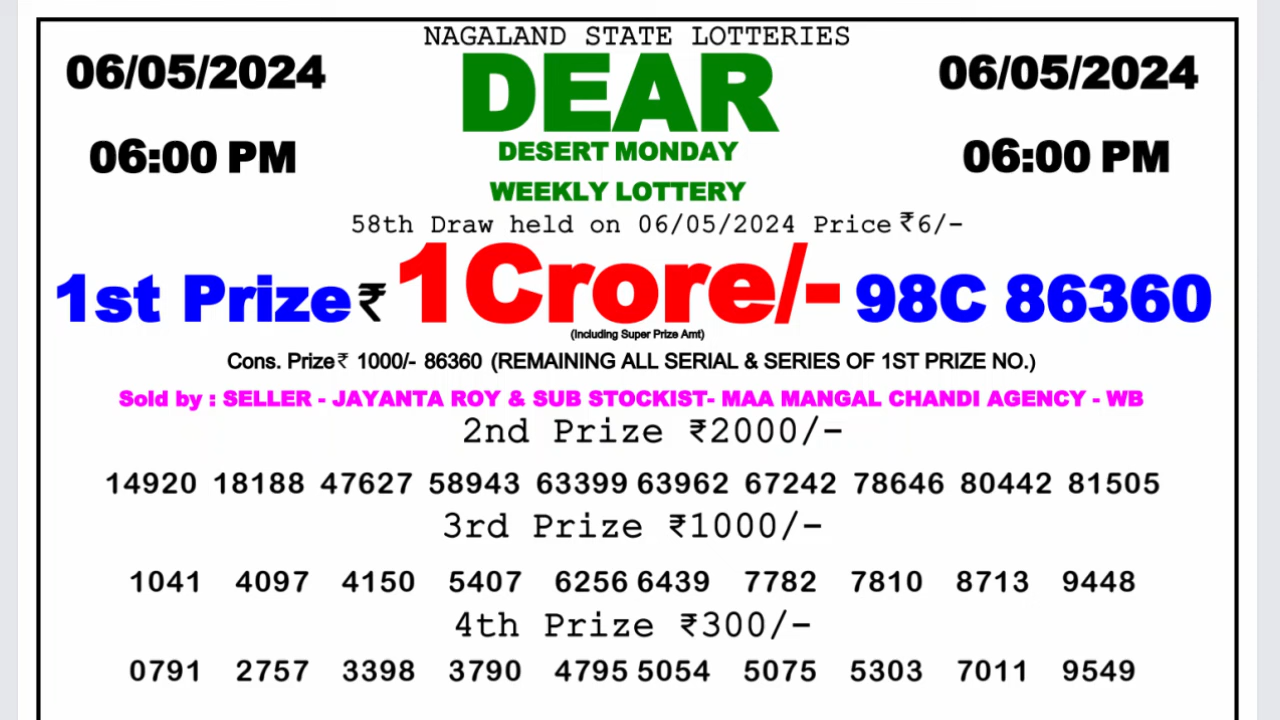 NAGALAND STATE LOTTERIES
06/05/2024 DEAR 06/05/2024
06:00 PM DESERT MONDAY 06:00 PM
WEEKLY LOTTERY
58th Draw held on 06/05/2024 Price ₹6/-
1st Prize ₹ 1Crore/- 98C 86360
(Including Super Prize Amt)
Cons. Prize ₹ 1000/- 86360 (REMAINING ALL SERIAL & SERIES OF 1ST PRIZE NO.)
Sold by : SELLER - JAYANTA ROY & SUB STOCKIST- MAA MANGAL CHANDI AGENCY - WB
2nd Prize ₹2000/-
14920 18188 47627 58943 63399 63962 67242 78646 80442 81505
3rd Prize ₹1000/-
1041 4097 4150 5407 6256 6439 7782 7810 8713 9448
4th Prize ₹300/-
0791 2757 3398 3790 4795 5054 5075 5303 7011 9549